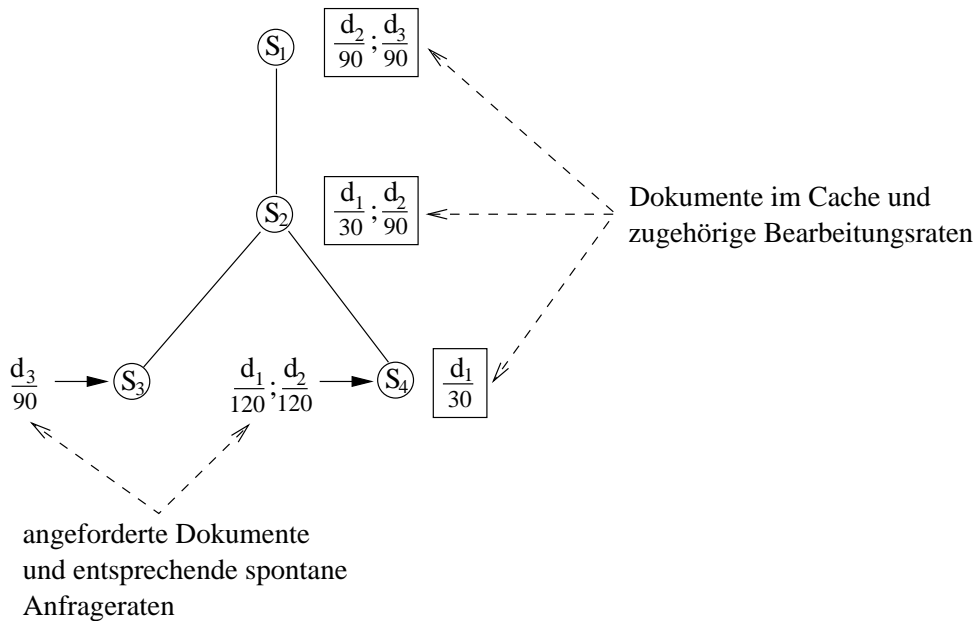 S1
d2/90 ; d3/90
S2
d1/30 ; d2/90
Dokumente im Cache und
zugehörige Bearbeitungsraten
d3/90
S3
d1/120 ; d2/120
S4
d1/30
angeforderte Dokumente
und entsprechende spontane
Anfrageraten